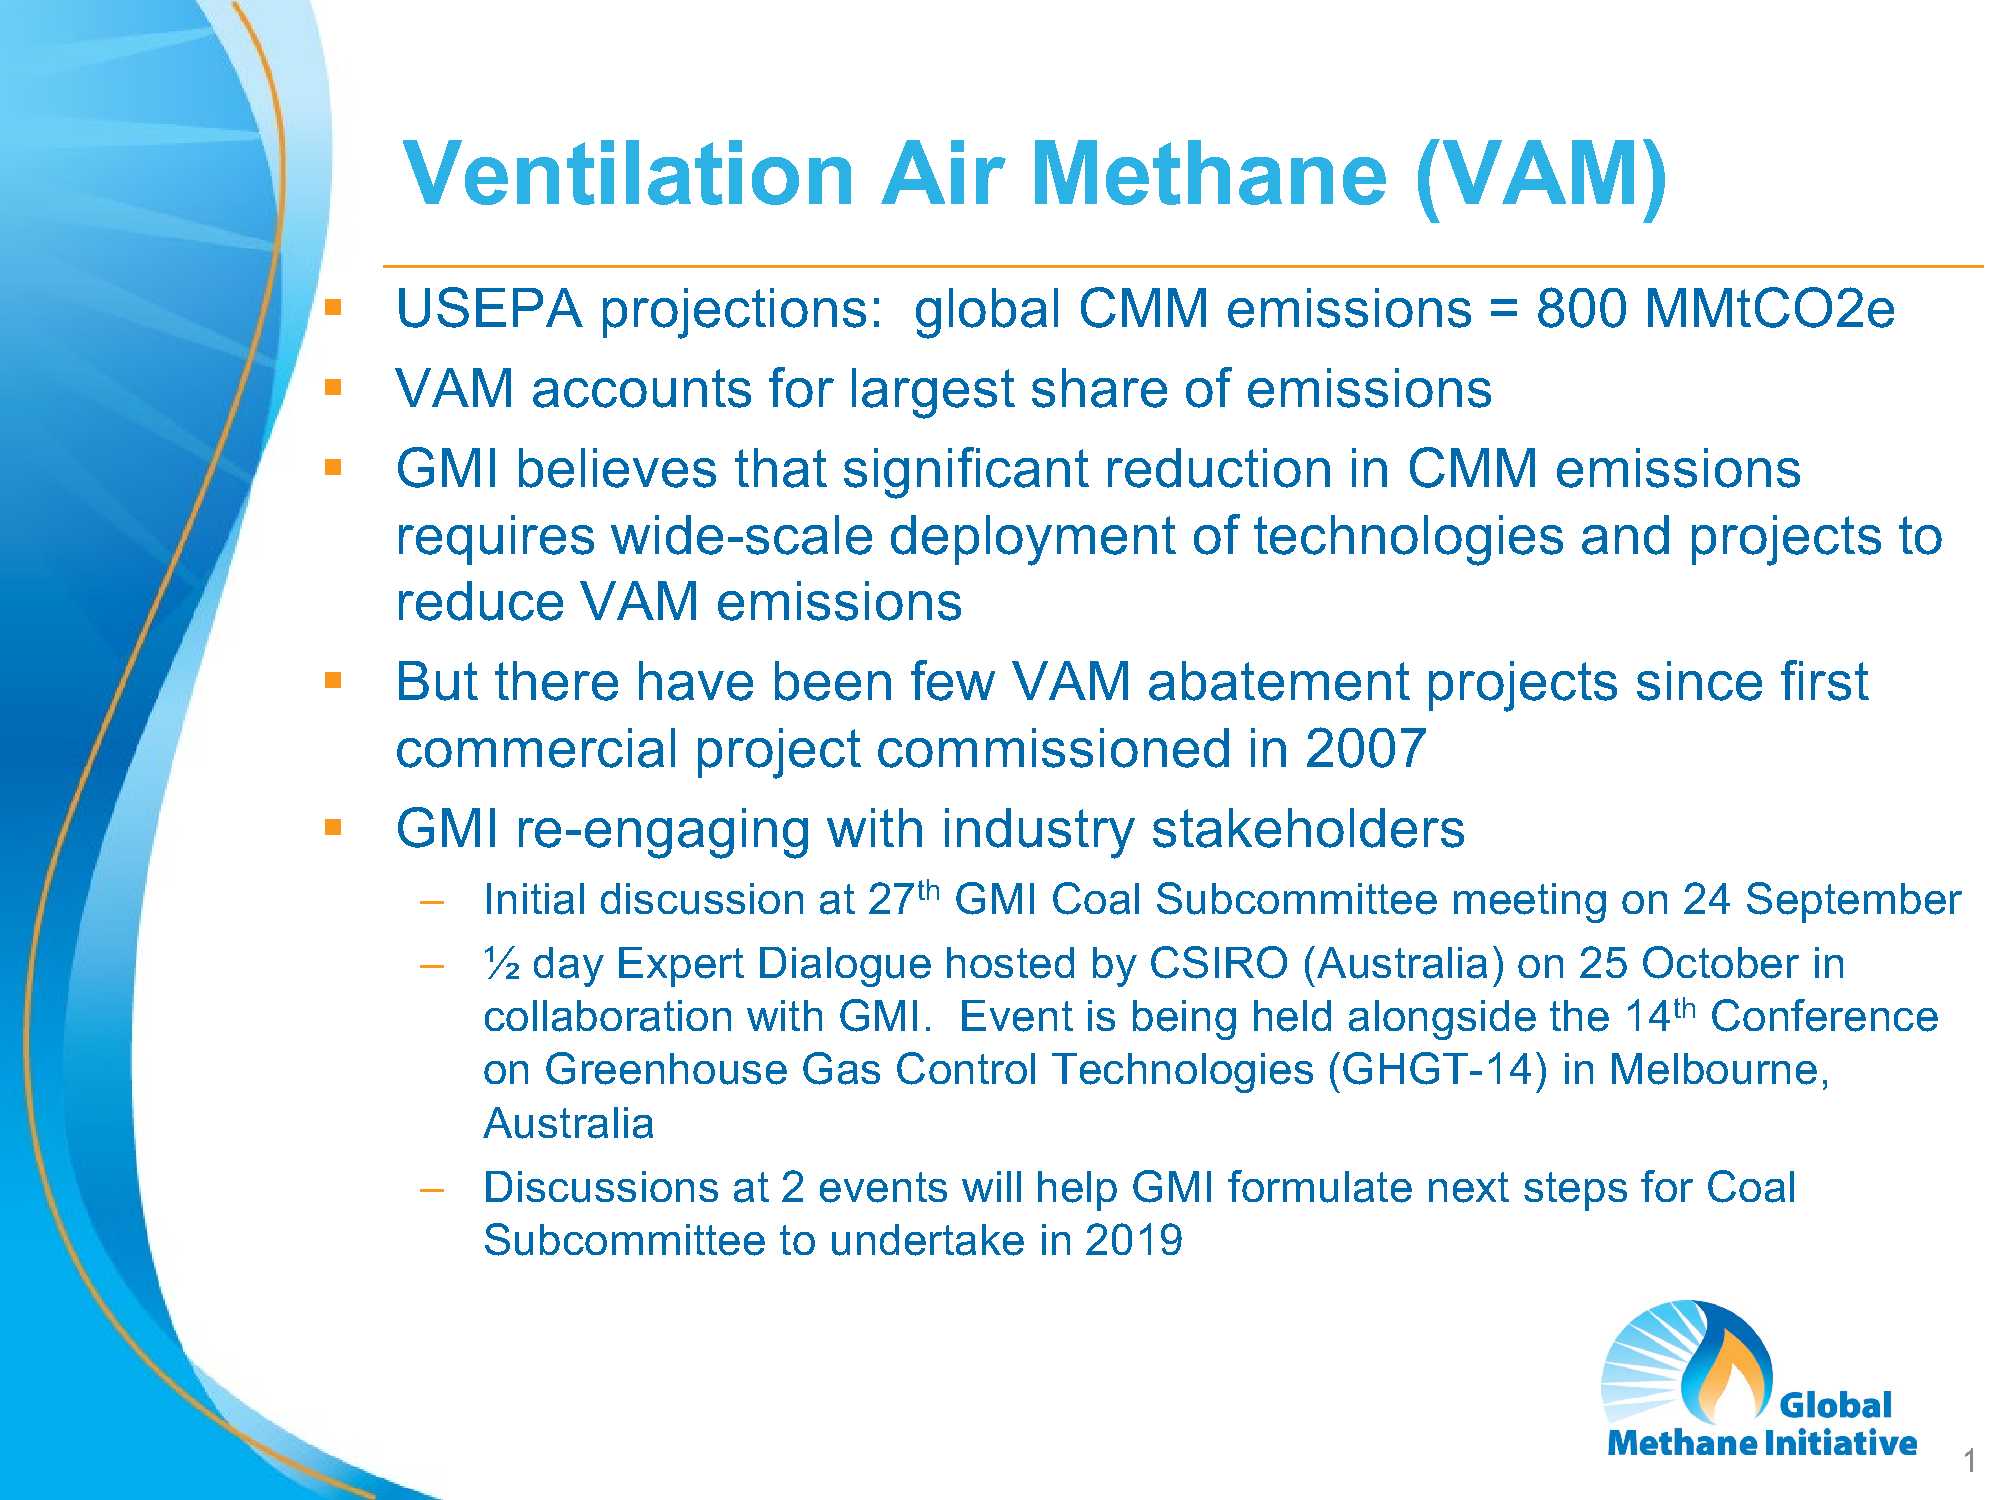 Ventilation Air Methane (VAM)
▪ USEPA projections:  global CMM emissions = 800 MMtCO2e
▪ VAM accounts for largest share of emissions
▪ GMI believes that significant reduction in CMM emissions
requires wide-scale deployment of technologies and projects to
reduce VAM emissions
▪ But there have been few VAM abatement projects since first
commercial project commissioned in 2007
▪ GMI re-engaging with industry stakeholders
– Initial discussion at 27th GMI Coal Subcommittee meeting on 24 September
– ½ day Expert Dialogue hosted by CSIRO (Australia) on 25 October in
collaboration with GMI.  Event is being held alongside the 14th Conference
on Greenhouse Gas Control Technologies (GHGT-14) in Melbourne,
Australia
– Discussions at 2 events will help GMI formulate next steps for Coal
Subcommittee to undertake in 2019
Global
Methane Initiative
1